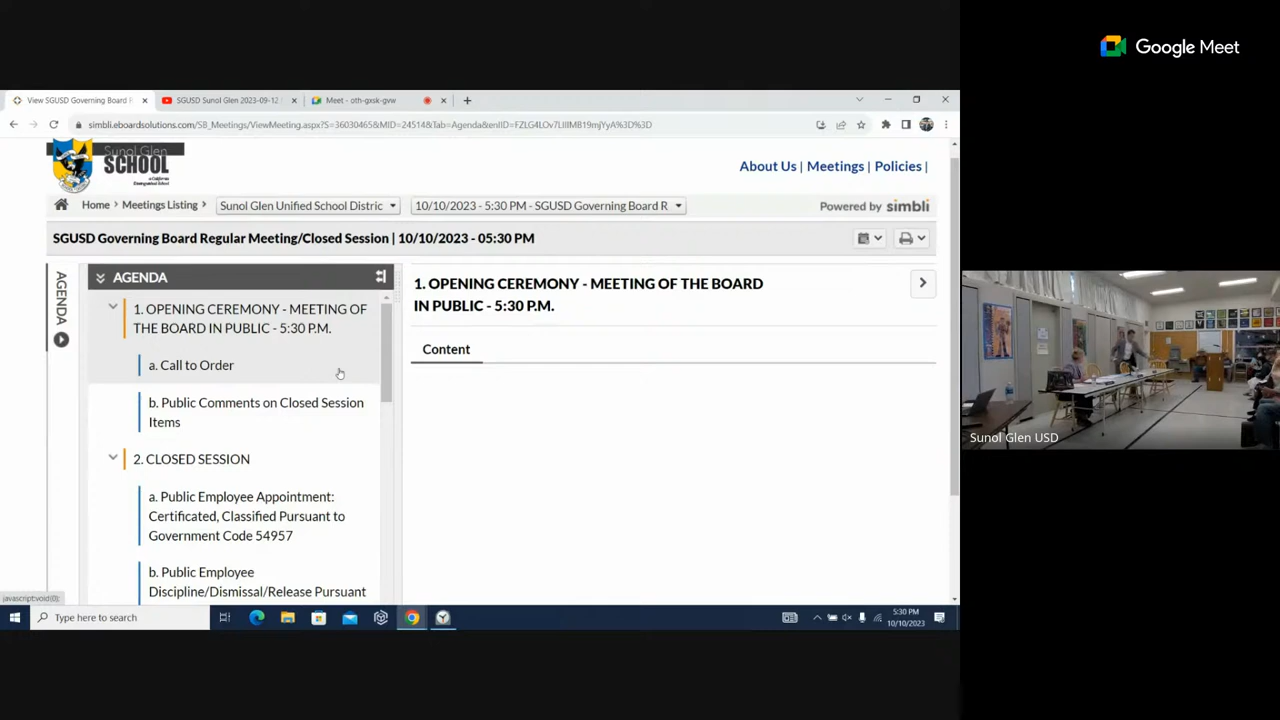 Google Meet
View SGUSD Governing Board R
SGUSD Sunol Glen 2023-09-12
Meet - oth-gxsk-gvw
simbli.eboardsolutions.com/SB_Meetings/ViewMeeting.aspx?S=36030465&MID=24514&Tab=Agenda&enIID=FZLG4LOv7LIIIMB19mjYyA%3D%3D
Sunol Glen
SCHOOL
About Us | Meetings | Policies |
Home > Meetings Listing >
Sunol Glen Unified School Distric
10/10/2023 - 5:30 PM - SGUSD Governing Board R
Powered by simbli
SGUSD Governing Board Regular Meeting/Closed Session | 10/10/2023 - 05:30 PM
AGENDA
AGENDA
1. OPENING CEREMONY - MEETING OF
THE BOARD IN PUBLIC - 5:30 P.M.
a. Call to Order
b. Public Comments on Closed Session
Items
2. CLOSED SESSION
a. Public Employee Appointment:
Certificated, Classified Pursuant to
Government Code 54957
b. Public Employee
Discipline/Dismissal/Release Pursuant
1. OPENING CEREMONY - MEETING OF THE BOARD
IN PUBLIC - 5:30 P.M.
Content
Sunol Glen USD
javascript:void(0);
Type here to search
5:30 PM
10/10/2023